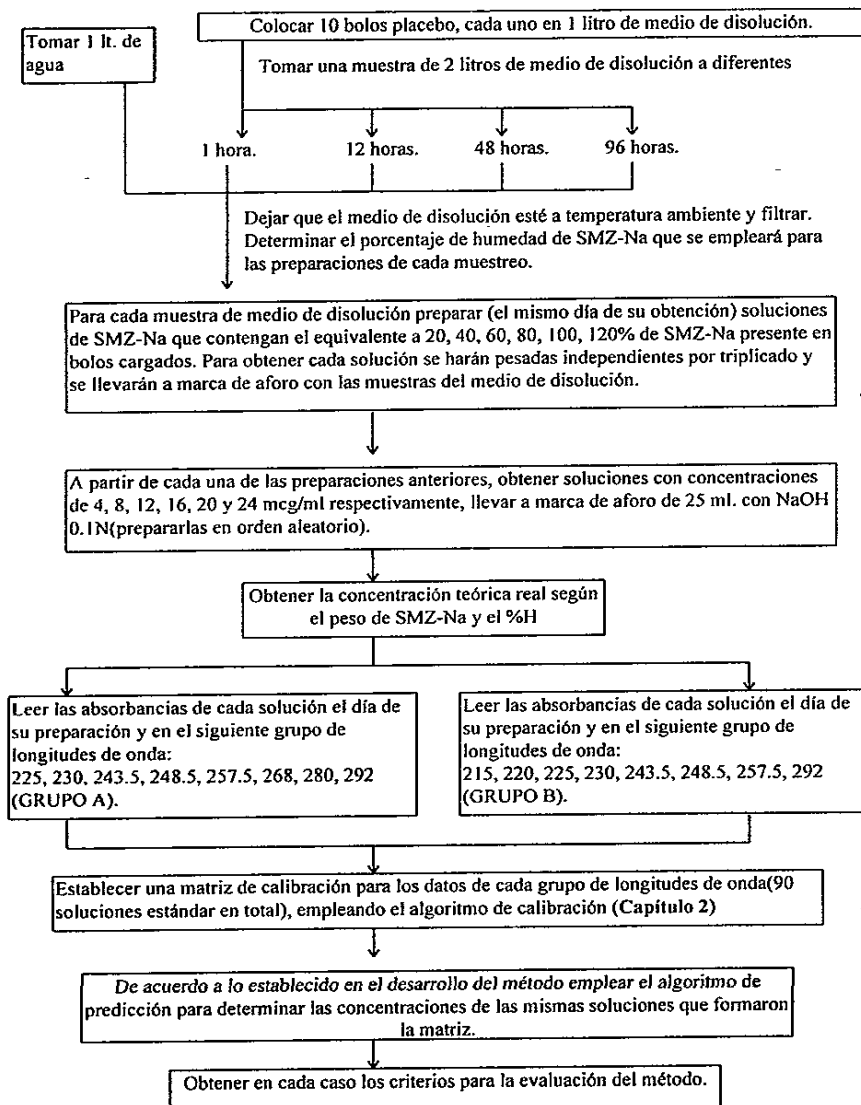 Colocar 10 bolos placebo, cada uno en 1 litro de medio de disolución.
Tomar 1 lt. de
agua
Tomar una muestra de 2 litros de medio de disolución a diferentes
1 hora.
12 horas.
48 horas.
96 horas.
Dejar que el medio de disolución esté a temperatura ambiente y filtrar.
Determinar el porcentaje de humedad de SMZ-Na que se empleará para
las preparaciones de cada muestreo.
Para cada muestra de medio de disolución preparar (el mismo día de su obtención) soluciones
de SMZ-Na que contengan el equivalente a 20, 40, 60, 80, 100, 120% de SMZ-Na presente en
bolos cargados. Para obtener cada solución se harán pesadas independientes por triplicado y
se llevarán a marca de aforo con las muestras del medio de disolución.
A partir de cada una de las preparaciones anteriores, obtener soluciones con concentraciones
de 4, 8, 12, 16, 20 y 24 mcg/ml respectivamente, llevar a marca de aforo de 25 ml. con NaOH
0.1N(prepararlas en orden aleatorio).
Obtener la concentración teórica real según
el peso de SMZ-Na y el %H
Leer las absorbancias de cada solución el día de
su preparación y en el siguiente grupo de
longitudes de onda:
225, 230, 243.5, 248.5, 257.5, 268, 280, 292
(GRUPO A).
Leer las absorbancias de cada solución el día de
su preparación y en el siguiente grupo de
longitudes de onda:
215, 220, 225, 230, 243.5, 248.5, 257.5, 292
(GRUPO B).
Establecer una matriz de calibración para los datos de cada grupo de longitudes de onda(90
soluciones estándar en total), empleando el algoritmo de calibración (Capítulo 2)
De acuerdo a lo establecido en el desarrollo del método emplear el algoritmo de
predicción para determinar las concentraciones de las mismas soluciones que formaron
la matriz.
Obtener en cada caso los criterios para la evaluación del método.